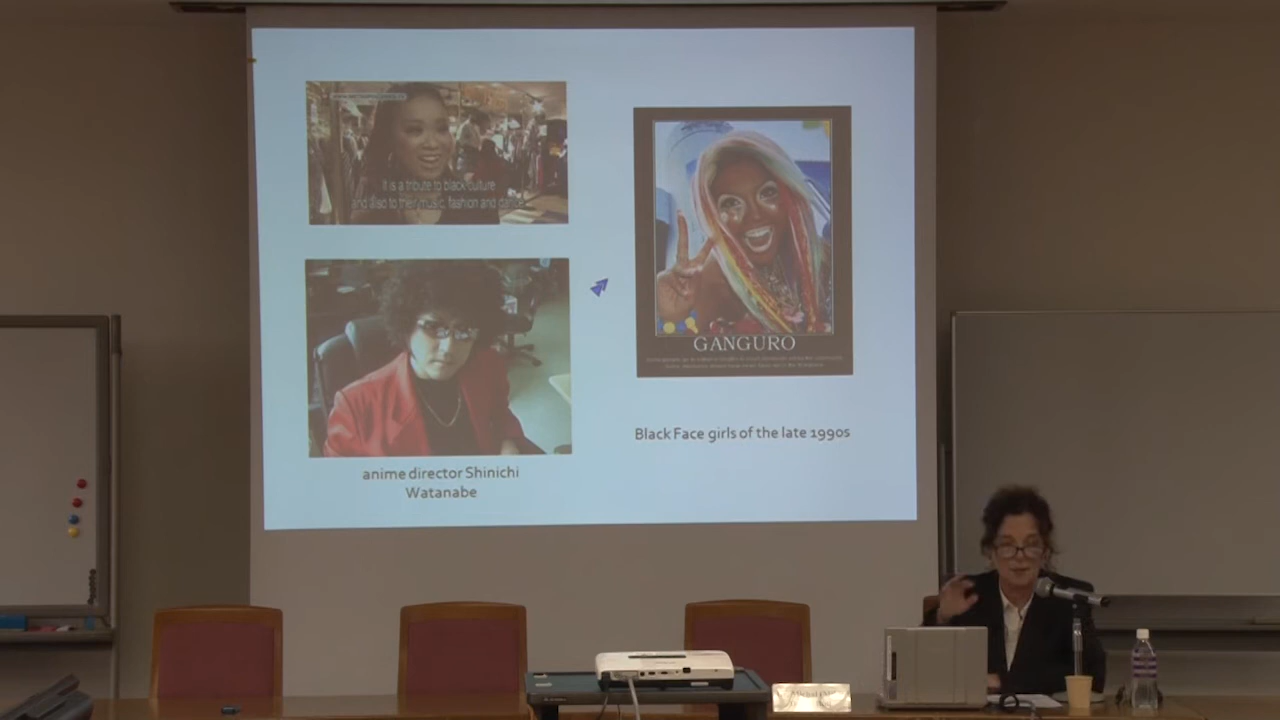 It is a tribute to black culture
and also to their music, fashion and dance
anime director Shinichi
Watanabe
GANGURO
Black Face girls of the late 1990s